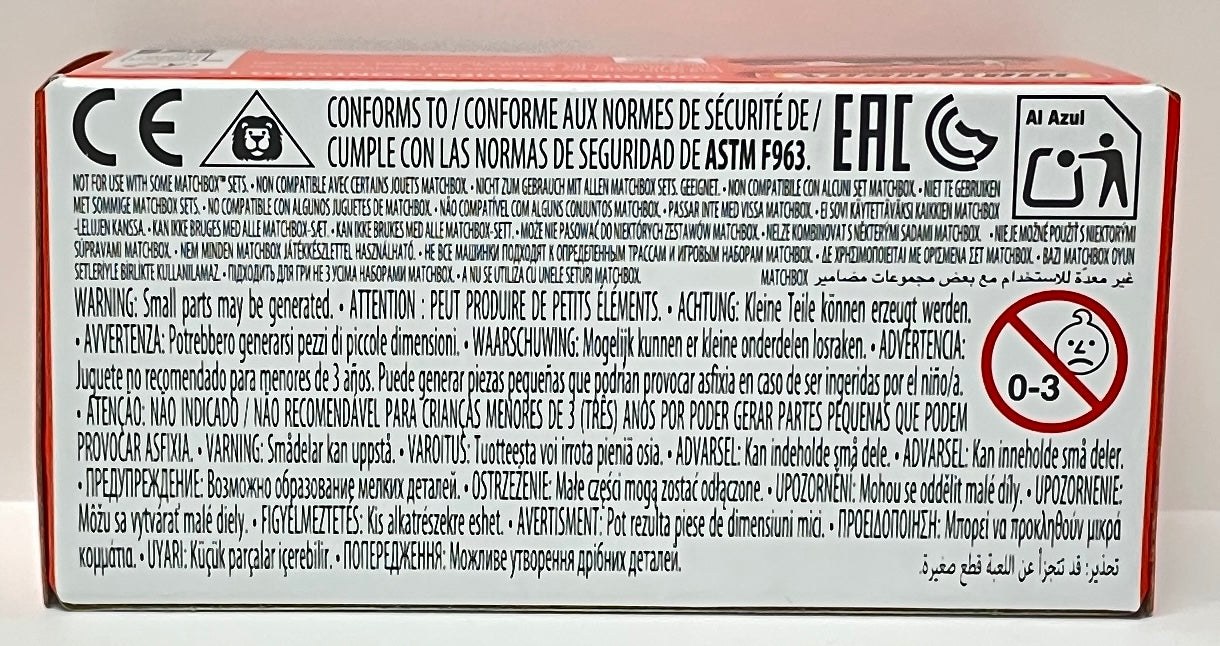 CE
CONFORMS TO / CONFORME AUX NORMES DE SÉCURITÉ DE /
CUMPLE CON LAS NORMAS DE SEGURIDAD DE ASTM F963.
EAC
Al Azul
NOT FOR USE WITH SOME MATCHBOX™ SETS. • NON COMPATIBLE AVEC CERTAINS JOUETS MATCHBOX. • NICHT ZUM GEBRAUCH MIT ALLEN MATCHBOX SETS. GEEIGNET. • NON COMPATIBILE CON ALCUNI SET MATCHBOX. • NIET TE GEBRUIKEN
MET SOMMIGE MATCHBOX SETS. • NO COMPATIBLE CON ALGUNOS JUGUETES DE MATCHBOX. • NÃO COMPATÍVEL COM ALGUNS CONJUNTOS MATCHBOX. • PASSAR INTE MED VISSA MATCHBOX. • EI SOVI KÄYTETTÄVÄKSI KAIKKIEN MATCHBOX
-LELUJEN KANSSA. • KAN IKKE BRUGES MED ALLE MATCHBOX-SÆT. • KAN IKKE BRUKES MED ALLE MATCHBOX-SETT. • MOŻE NIE PASOWAĆ DO NIEKTÓRYCH ZESTAWÓW MATCHBOX. • NELZE KOMBINOVAT S NĚKTERÝMI SADAMI MATCHBOX. • NIE JE MOŽNÉ POUŽIŤ S NIEKTORÝMI
SÚPRAVAMI MATCHBOX. • NEM MINDEN MATCHBOX JÁTÉKKÉSZLETTEL HASZNÁLHATÓ. • НЕ ВСЕ МАШИНКИ ПОДХОДЯТ К ОПРЕДЕЛЕННЫМ ТРАССАМ И ИГРОВЫМ НАБОРАМ MATCHBOX. • ΔΕ ΧΡΗΣΙΜΟΠΟΙΕΙΤΑΙ ΜΕ ΟΡΙΣΜΕΝΑ ΣΕΤ MATCHBOX. • BAZI MATCHBOX OYUN
SETLERİYLE BİRLİKTE KULLANILAMAZ. • ПІДХОДИТЬ ДЛЯ ГРИ НЕ З УСІМА НАБОРАМИ MATCHBOX. • A NU SE UTILIZA CU UNELE SETURI MATCHBOX.
غير معدّة للاستخدام مع بعض مجموعات مضامير MATCHBOX
WARNING: Small parts may be generated. • ATTENTION : PEUT PRODUIRE DE PETITS ÉLÉMENTS. • ACHTUNG: Kleine Teile können erzeugt werden.
• AVVERTENZA: Potrebbero generarsi pezzi di piccole dimensioni. • WAARSCHUWING: Mogelijk kunnen er kleine onderdelen losraken. • ADVERTENCIA:
Juguete no recomendado para menores de 3 años. Puede generar piezas pequeñas que podrían provocar asfixia en caso de ser ingeridas por el niño/a.
• ATENÇÃO: NÃO INDICADO / NÃO RECOMENDÁVEL PARA CRIANÇAS MENORES DE 3 (TRÊS) ANOS POR PODER GERAR PARTES PEQUENAS QUE PODEM
PROVOCAR ASFIXIA. • VARNING: Smådelar kan uppstå. • VAROITUS: Tuotteesta voi irrota pieniä osia. • ADVARSEL: Kan indeholde små dele. • ADVARSEL: Kan inneholde små deler.
• ПРЕДУПРЕЖДЕНИЕ: Возможно образование мелких деталей. • OSTRZEŻENIE: Małe części mogą zostać odłączone. • UPOZORNĚNÍ: Mohou se oddělit malé díly. • UPOZORNENIE:
Môžu sa vytvárať malé diely. • FIGYELMEZTETÉS: Kis alkatrészekre eshet. • AVERTISMENT: Pot rezulta piese de dimensiuni mici. • ΠΡΟΕΙΔΟΠΟΙΗΣΗ: Μπορεί να προκληθούν μικρά
κομμάτια. • UYARI: Küçük parçalar içerebilir. • ПОПЕРЕДЖЕННЯ: Можливе утворення дрібних деталей.
تحذير: قد تتجزأ عن اللعبة قطع صغيرة.
0-3